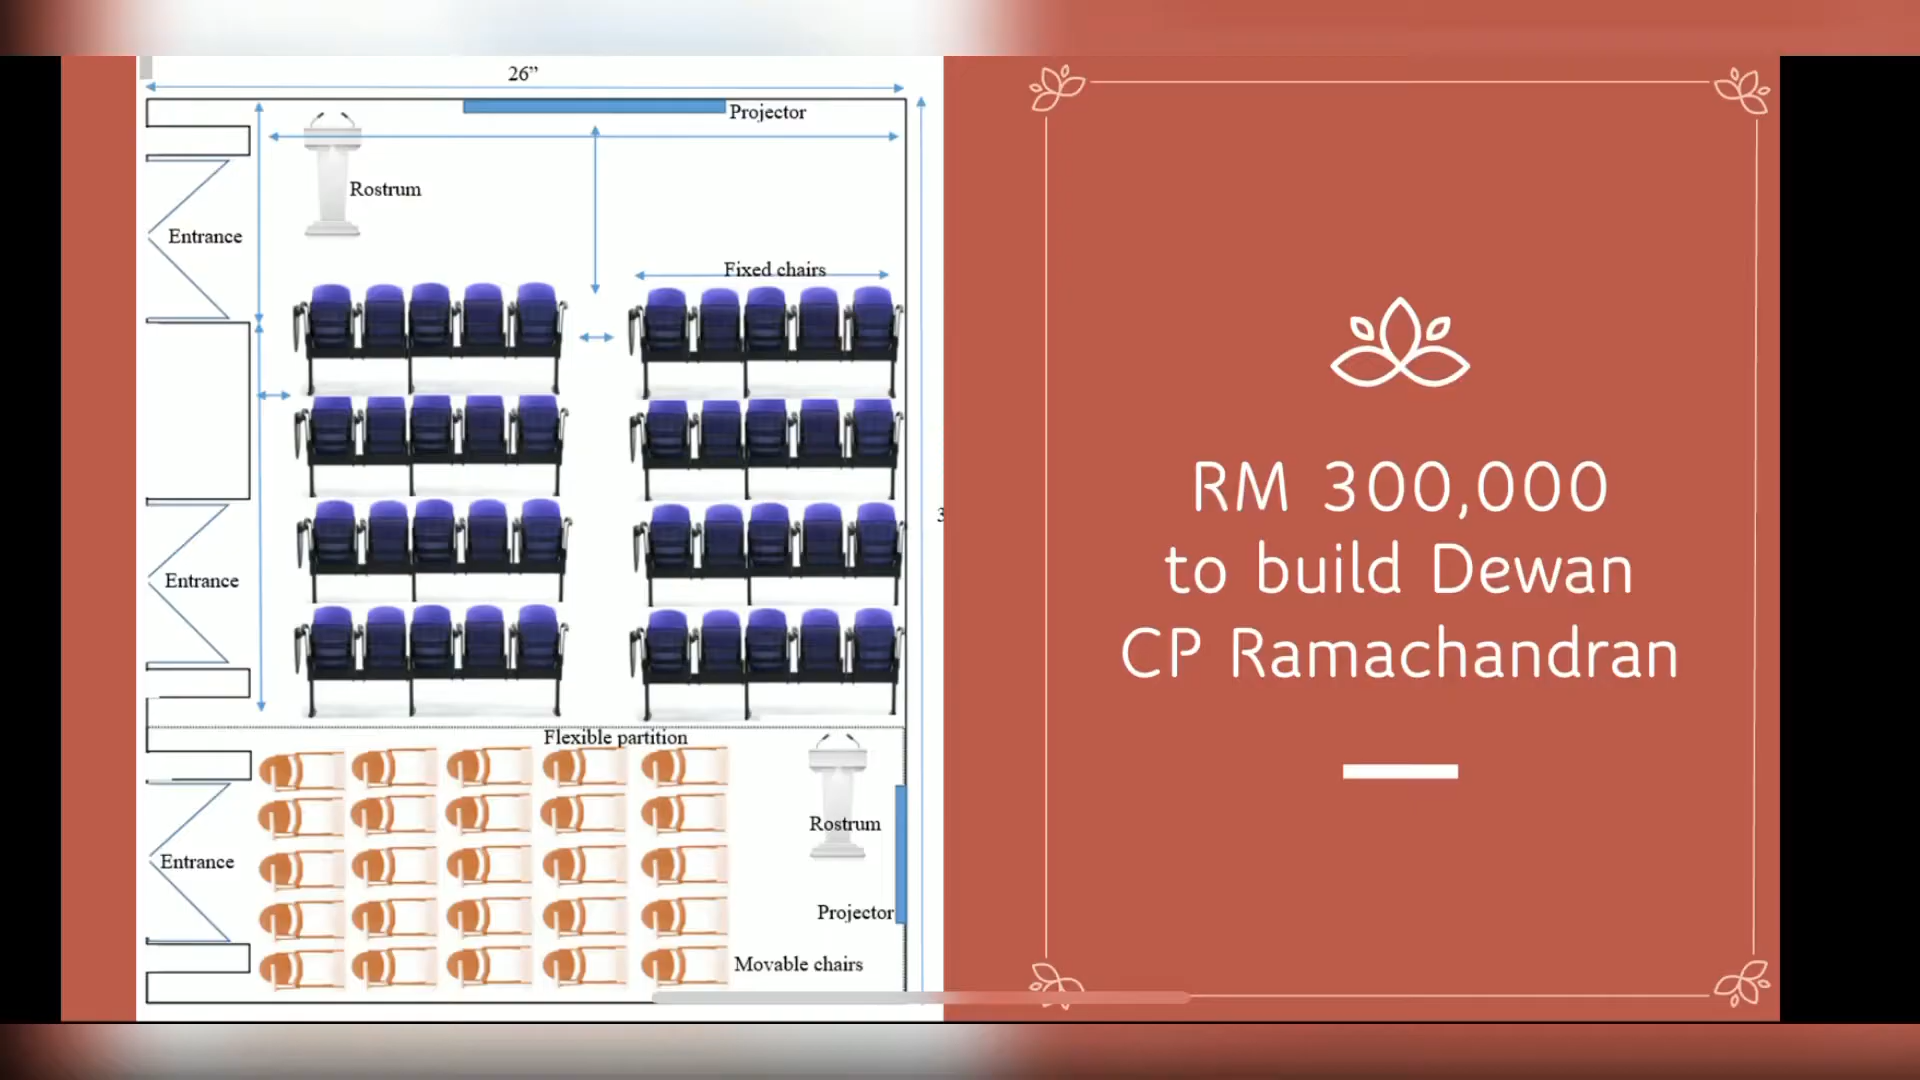 26”
Projector
Rostrum
Entrance
Fixed chairs
Entrance
Flexible partition
Rostrum
Entrance
Projector
Movable chairs
RM 300,000
to build Dewan
CP Ramachandran